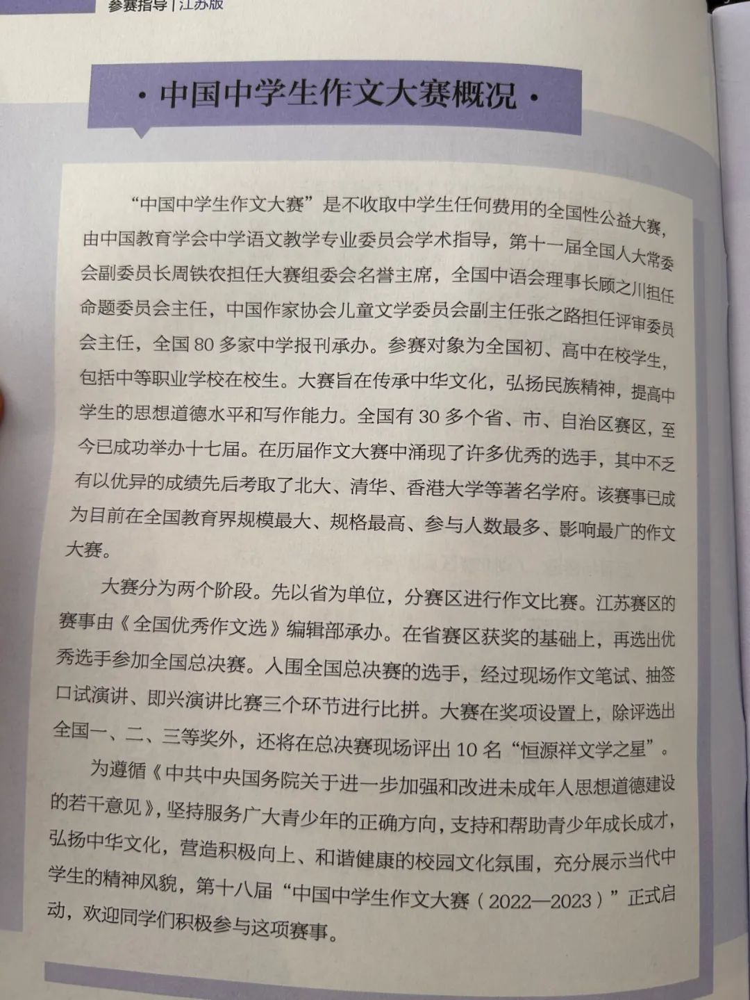 参赛指导 | 江苏版
·中国中学生作文大赛概况·
“中国中学生作文大赛”是不收取中学生任何费用的全国性公益大赛，
由中国教育学会中学语文教学专业委员会学术指导，第十一届全国人大常委
会副委员长周铁农担任大赛组委会名誉主席，全国中语会理事长顾之川担任
命题委员会主任，中国作家协会儿童文学委员会副主任张之路担任评审委员
会主任，全国 80 多家中学报刊承办。参赛对象为全国初、高中在校学生，
包括中等职业学校在校生。大赛旨在传承中华文化，弘扬民族精神，提高中
学生的思想道德水平和写作能力。全国有 30 多个省、市、自治区赛区，至
今已成功举办十七届。在历届作文大赛中涌现了许多优秀的选手，其中不乏
有以优异的成绩先后考取了北大、清华、香港大学等著名学府。该赛事已成
为目前在全国教育界规模最大、规格最高、参与人数最多、影响最广的作文
大赛。
大赛分为两个阶段。先以省为单位，分赛区进行作文比赛。江苏赛区的
赛事由《全国优秀作文选》编辑部承办。在省赛区获奖的基础上，再选出优
秀选手参加全国总决赛。入围全国总决赛的选手，经过现场作文笔试、抽签
口试演讲、即兴演讲比赛三个环节进行比拼。大赛在奖项设置上，除评选出
全国一、二、三等奖外，还将在总决赛现场评出 10 名“恒源祥文学之星”。
为遵循《中共中央国务院关于进一步加强和改进未成年人思想道德建设
的若干意见》，坚持服务广大青少年的正确方向，支持和帮助青少年成长成才，
弘扬中华文化，营造积极向上、和谐健康的校园文化氛围，充分展示当代中
学生的精神风貌，第十八届“中国中学生作文大赛（2022—2023）”正式启
动，欢迎同学们积极参与这项赛事。